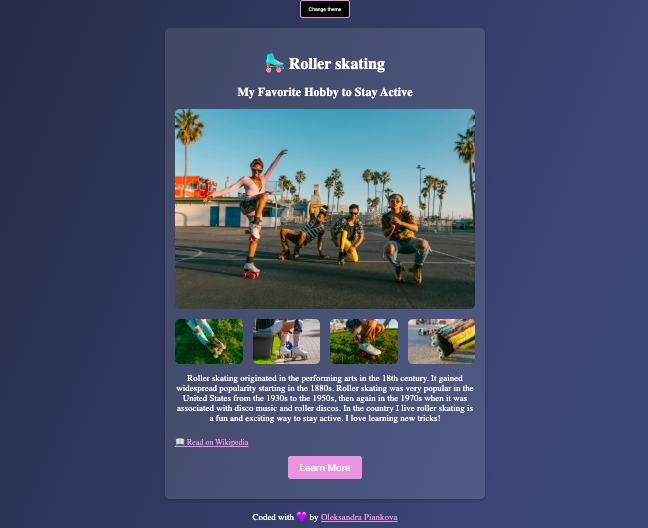 Change theme
🛼 Roller skating
My Favorite Hobby to Stay Active
Roller skating originated in the performing arts in the 18th century. It gained
widespread popularity starting in the 1880s. Roller skating was very popular in the
United States from the 1930s to the 1950s, then again in the 1970s when it was
associated with disco music and roller discos. In the country I live roller skating is
a fun and exciting way to stay active. I love learning new tricks!
📖 Read on Wikipedia
Learn More
Coded with 💜 by Oleksandra Piankova